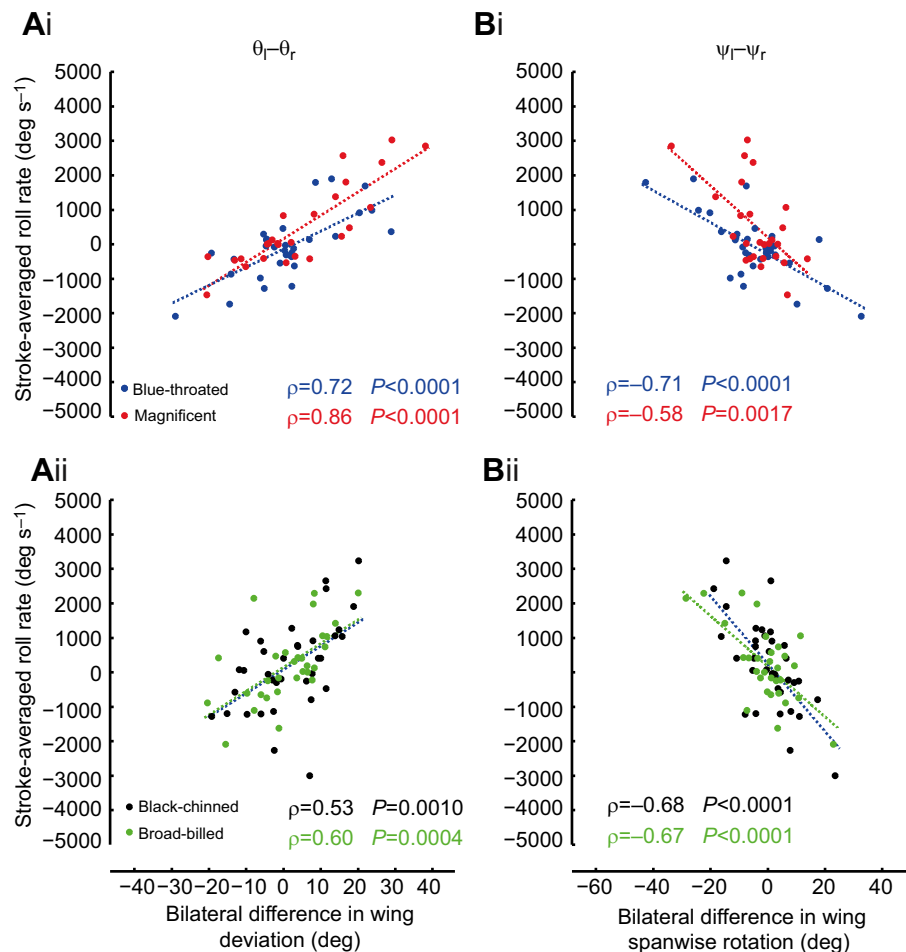 Ai
θl–θr
Bi
ψl–ψr
Stroke-averaged roll rate (deg s−1)
5000
4000
3000
2000
1000
0
−1000
−2000
−3000
−4000
−5000
Blue-throated
Magnificent
ρ=0.72 P<0.0001
ρ=0.86 P<0.0001
5000
4000
3000
2000
1000
0
−1000
−2000
−3000
−4000
−5000
ρ=–0.71 P<0.0001
ρ=–0.58 P=0.0017
Aii
Bii
Stroke-averaged roll rate (deg s−1)
5000
4000
3000
2000
1000
0
−1000
−2000
−3000
−4000
−5000
Black-chinned
Broad-billed
ρ=0.53 P=0.0010
ρ=0.60 P=0.0004
5000
4000
3000
2000
1000
0
−1000
−2000
−3000
−4000
−5000
ρ=–0.68 P<0.0001
ρ=–0.67 P<0.0001
−40 −30 −20 −10 0 10 20 30 40
Bilateral difference in wing
deviation (deg)
−60 −40 −20 0 20 40
Bilateral difference in wing
spanwise rotation (deg)